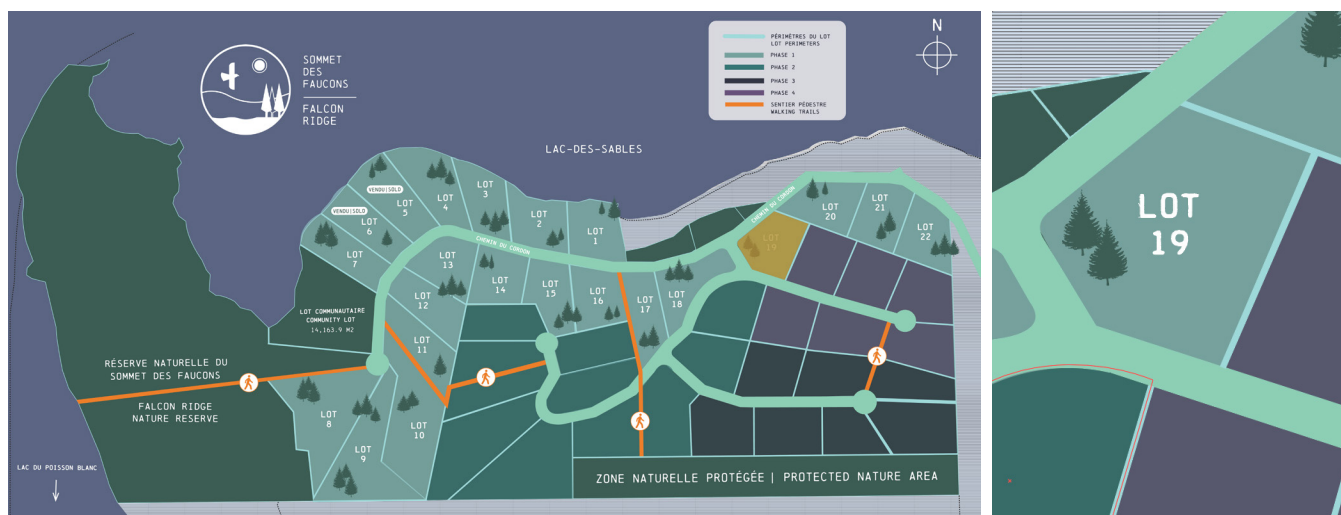 SOMMET
DES
FAUCONS
FALCON
RIDGE
N
PÉRIMÈTRES DU LOT
LOT PERIMETERS
PHASE 1
PHASE 2
PHASE 3
PHASE 4
SENTIER PÉDESTRE
WALKING TRAILS
LAC-DES-SABLES
VENDU|SOLD
VENDU|SOLD
LOT
3
LOT
4
LOT
5
LOT
6
LOT
7
LOT
2
LOT
1
CHEMIN DU CORDON
CHEMIN DU CORDON
LOT
13
LOT
14
LOT
15
LOT
16
LOT
17
LOT
18
LOT
19
LOT
20
LOT
21
LOT
22
LOT
12
LOT
11
LOT
10
LOT
8
LOT
9
LOT COMMUNAUTAIRE
COMMUNITY LOT
14,163.9 M2
RÉSERVE NATURELLE DU
SOMMET DES FAUCONS
FALCON RIDGE
NATURE RESERVE
LAC DU POISSON BLANC
ZONE NATURELLE PROTÉGÉE | PROTECTED NATURE AREA
LOT
19